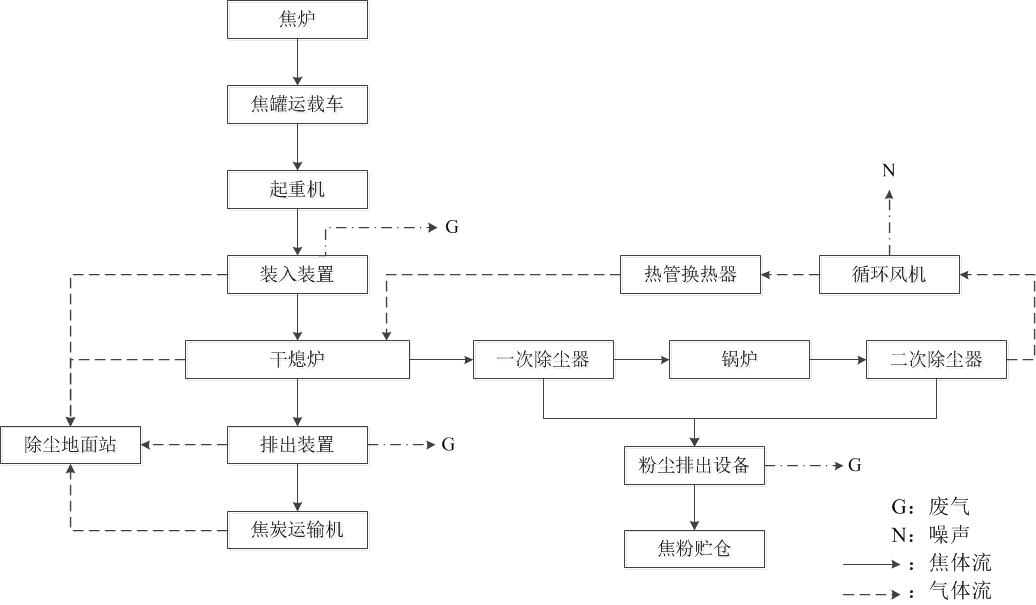 焦炉
焦罐运载车
起重机
N
G
装入装置
热管换热器
循环风机
干熄炉
一次除尘器
锅炉
二次除尘器
除尘地面站
排出装置
G
粉尘排出设备
G
焦炭运输机
焦粉贮仓
G：废气
N：噪声
：焦体流
：气体流